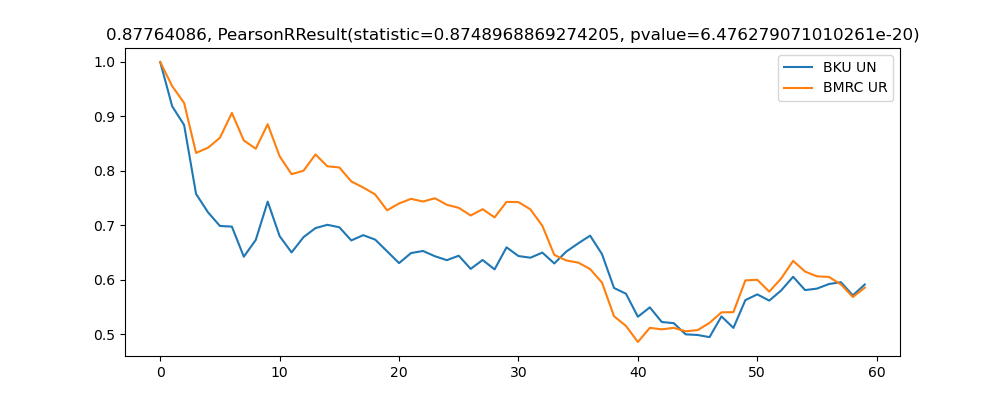 0.87764086, PearsonRResult(statistic=0.8748968869274205, pvalue=6.476279071010261e-20)
BKU UN
BMRC UR
1.0
0.9
0.8
0.7
0.6
0.5
0 10 20 30 40 50 60